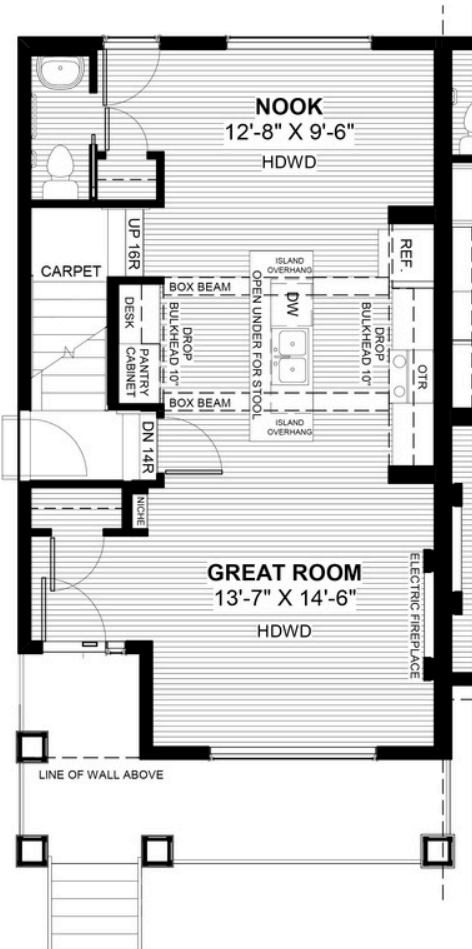 NOOK
12'-8" X 9'-6"
HDWD
UP 16R
REF.
CARPET
ISLAND
OVERHANG
BOX BEAM
DW
OPEN UNDER FOR STOOL
DESK
PANTRY
CABINET
DROP
BULKHEAD 10"
DROP
BULKHEAD 10"
OTR
BOX BEAM
ISLAND
OVERHANG
DN 14R
NICHE
GREAT ROOM
13'-7" X 14'-6"
HDWD
ELECTRIC FIREPLACE
LINE OF WALL ABOVE